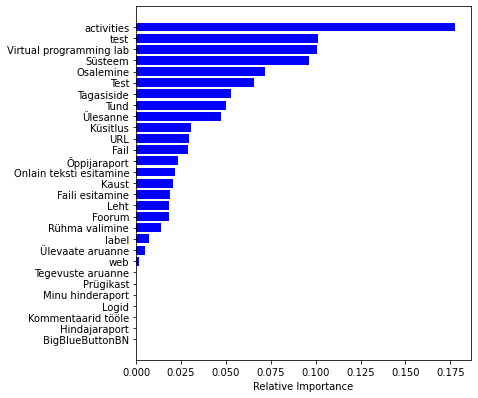 activities
test
Virtual programming lab
Süsteem
Osalemine
Test
Tagasiside
Tund
Ülesanne
Küsitlus
URL
Fail
Õppijaraport
Onlain teksti esitamine
Kaust
Faili esitamine
Leht
Foorum
Rühma valimine
label
Ülevaate aruanne
web
Tegevuste aruanne
Prügikast
Minu hinderaport
Logid
Kommentaarid tööle
Hindajaraport
BigBlueButtonBN
0.000 0.025 0.050 0.075 0.100 0.125 0.150 0.175
Relative Importance